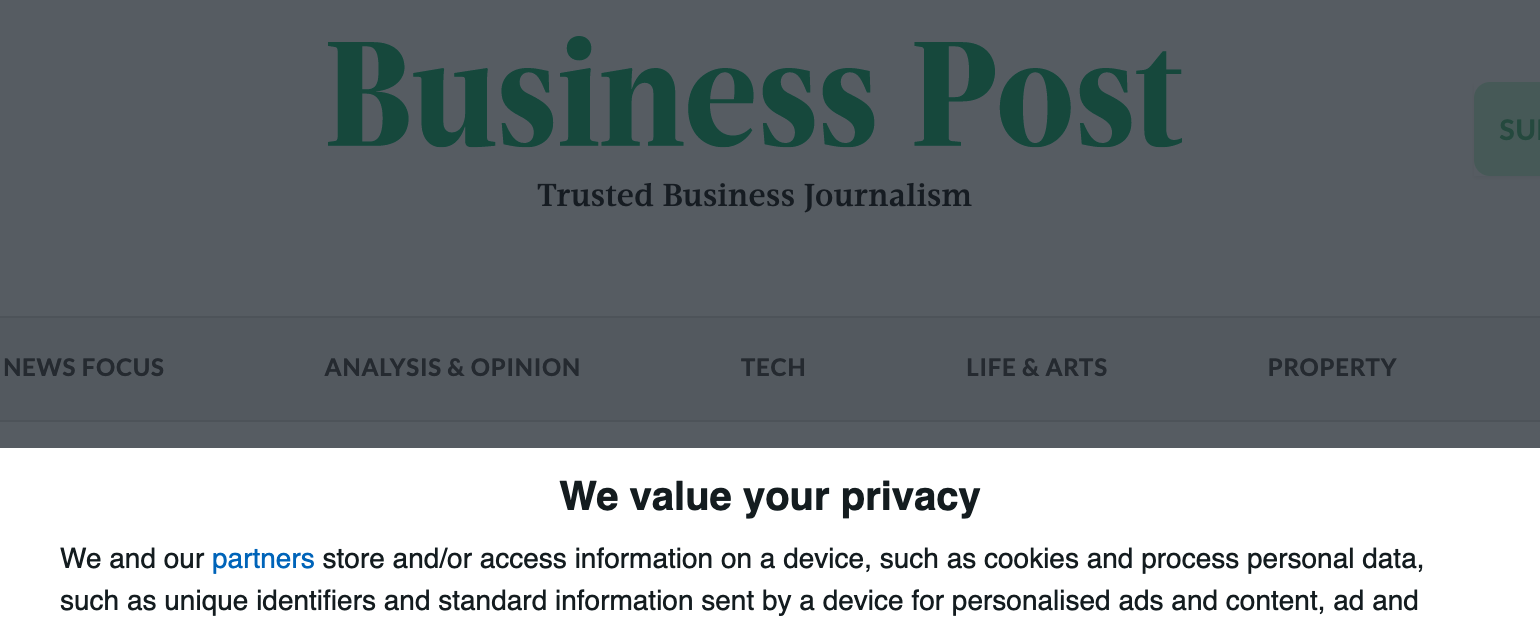 Business Post
SU
Trusted Business Journalism
NEWS FOCUS ANALYSIS & OPINION TECH LIFE & ARTS PROPERTY
We value your privacy
We and our partners store and/or access information on a device, such as cookies and process personal data,
such as unique identifiers and standard information sent by a device for personalised ads and content, ad and